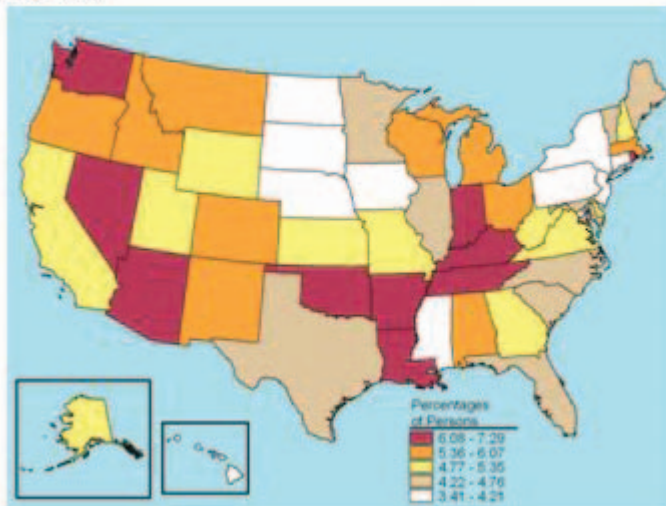 Percentages
of Persons
6.08 - 7.29
5.36 - 6.07
4.77 - 5.35
4.22 - 4.76
3.41 - 4.21